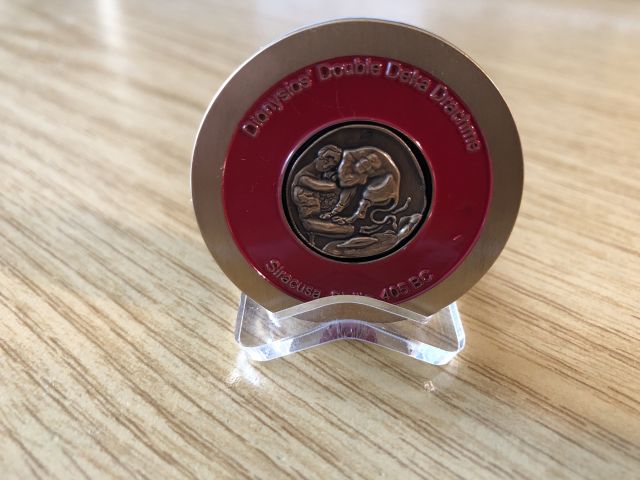 Dionysios' Double Deka Drachme
Siracusa, 405 BC